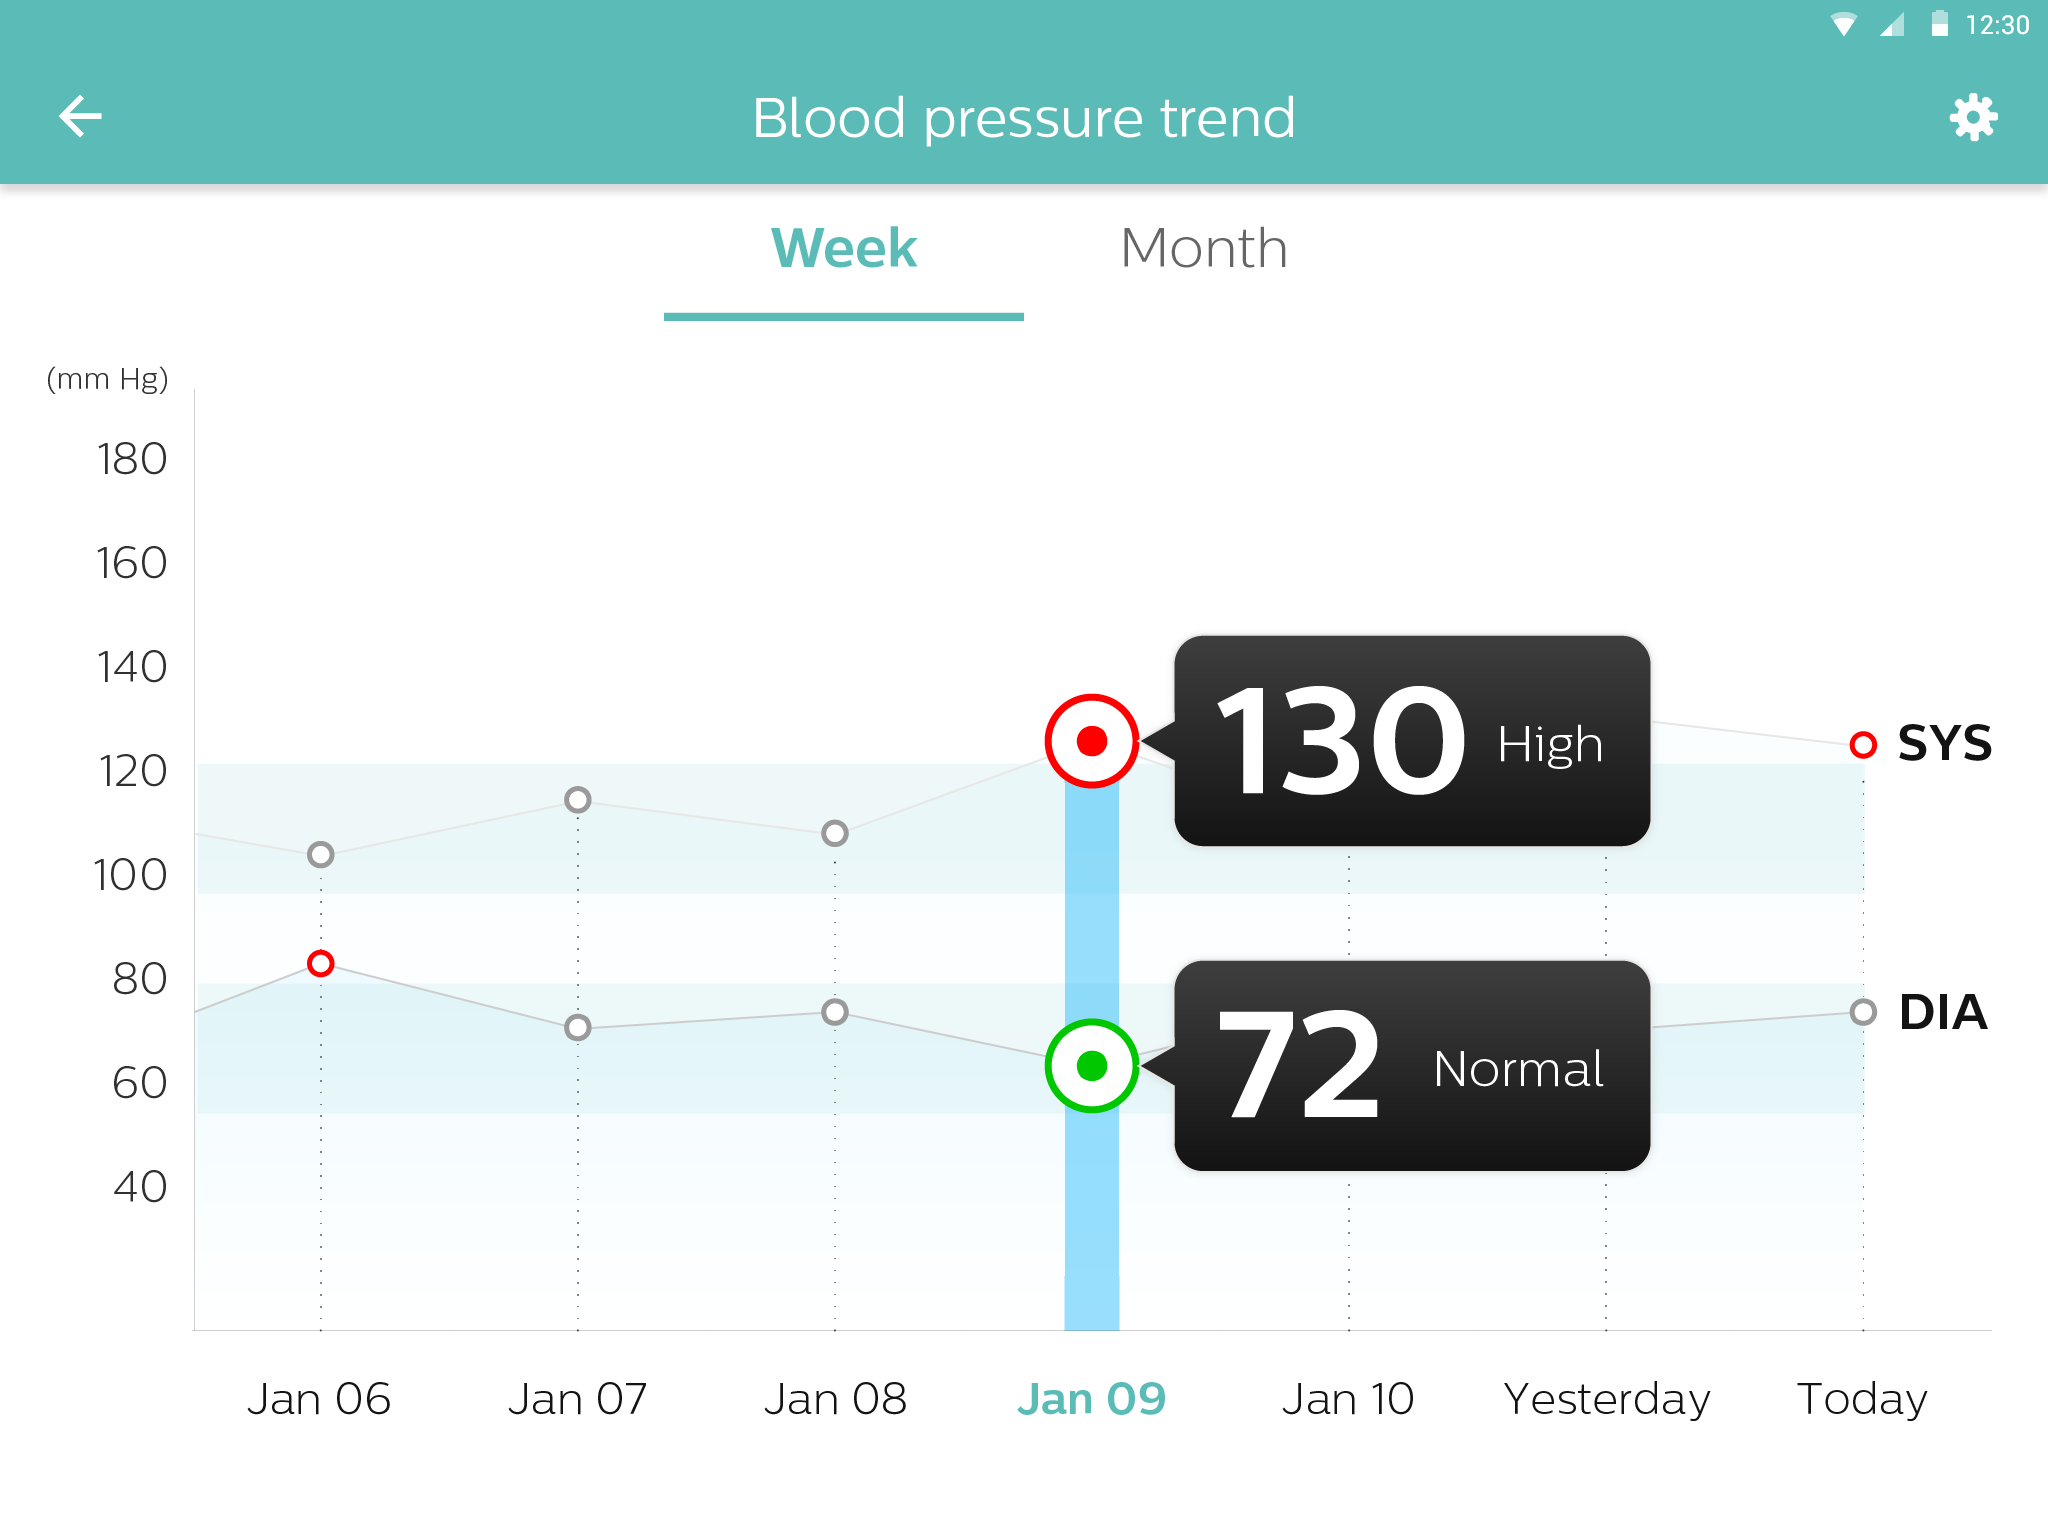 12:30
Blood pressure trend
Week Month
(mm Hg)
180
160
140
120
100
80
60
40
130 High
SYS
72 Normal
DIA
Jan 06 Jan 07 Jan 08 Jan 09 Jan 10 Yesterday Today